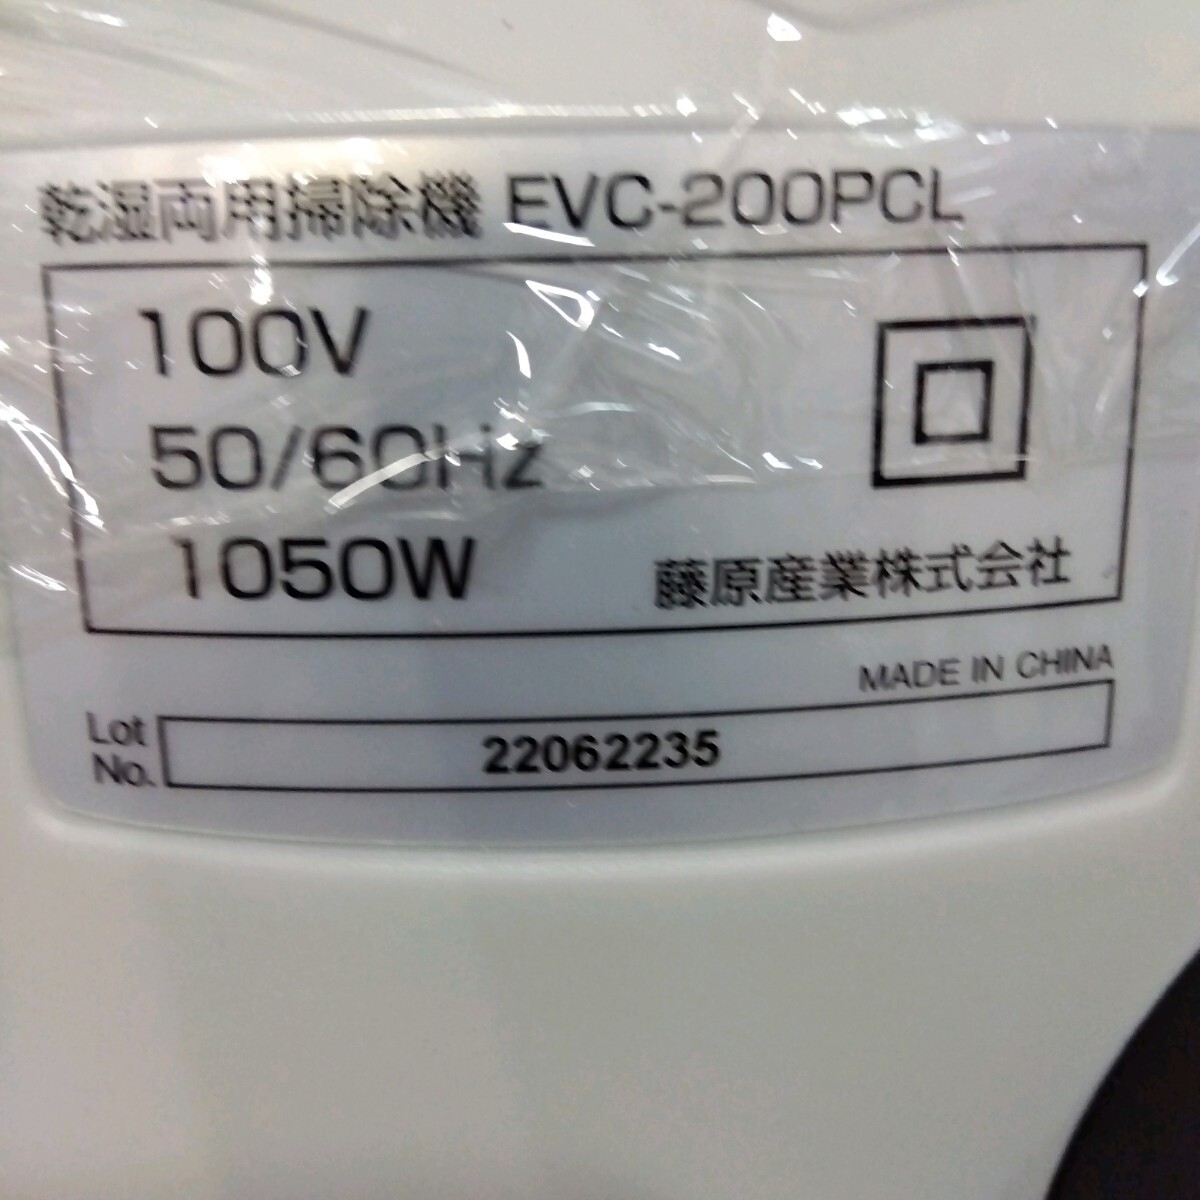 乾湿両用掃除機 EVC-200PCL
100V
50/60Hz
1050W
藤原産業株式会社
MADE IN CHINA
Lot No. 22062235